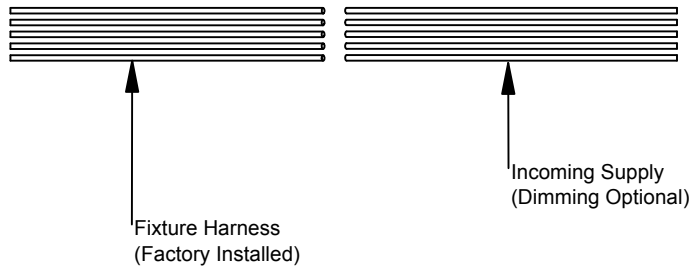 Incoming Supply
(Dimming Optional)
Fixture Harness
(Factory Installed)